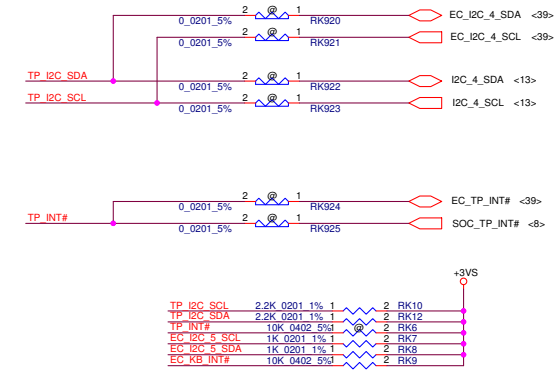 2 @ 1 EC_I2C_4_SDA <39>
0_0201_5% RK920
2 @ 1 EC_I2C_4_SCL <39>
0_0201_5% RK921
TP_I2C_SDA 2 @ 1 I2C_4_SDA <13>
0_0201_5% RK922
TP_I2C_SCL 2 @ 1 I2C_4_SCL <13>
0_0201_5% RK923
2 @ 1 EC_TP_INT# <39>
0_0201_5% RK924
TP_INT# 2 @ 1 SOC_TP_INT# <8>
0_0201_5% RK925
+3VS
TP_I2C_SCL 2.2K_0201_1% 1 2 RK10
TP_I2C_SDA 2.2K_0201_1% 1 2 RK12
TP_INT# 10K_0402_5% 1 @ 2 RK6
EC_I2C_5_SCL 1K_0201_1% 1 2 RK7
EC_I2C_5_SDA 1K_0201_1% 1 2 RK8
EC_KB_INT# 10K_0402_5% 1 2 RK9